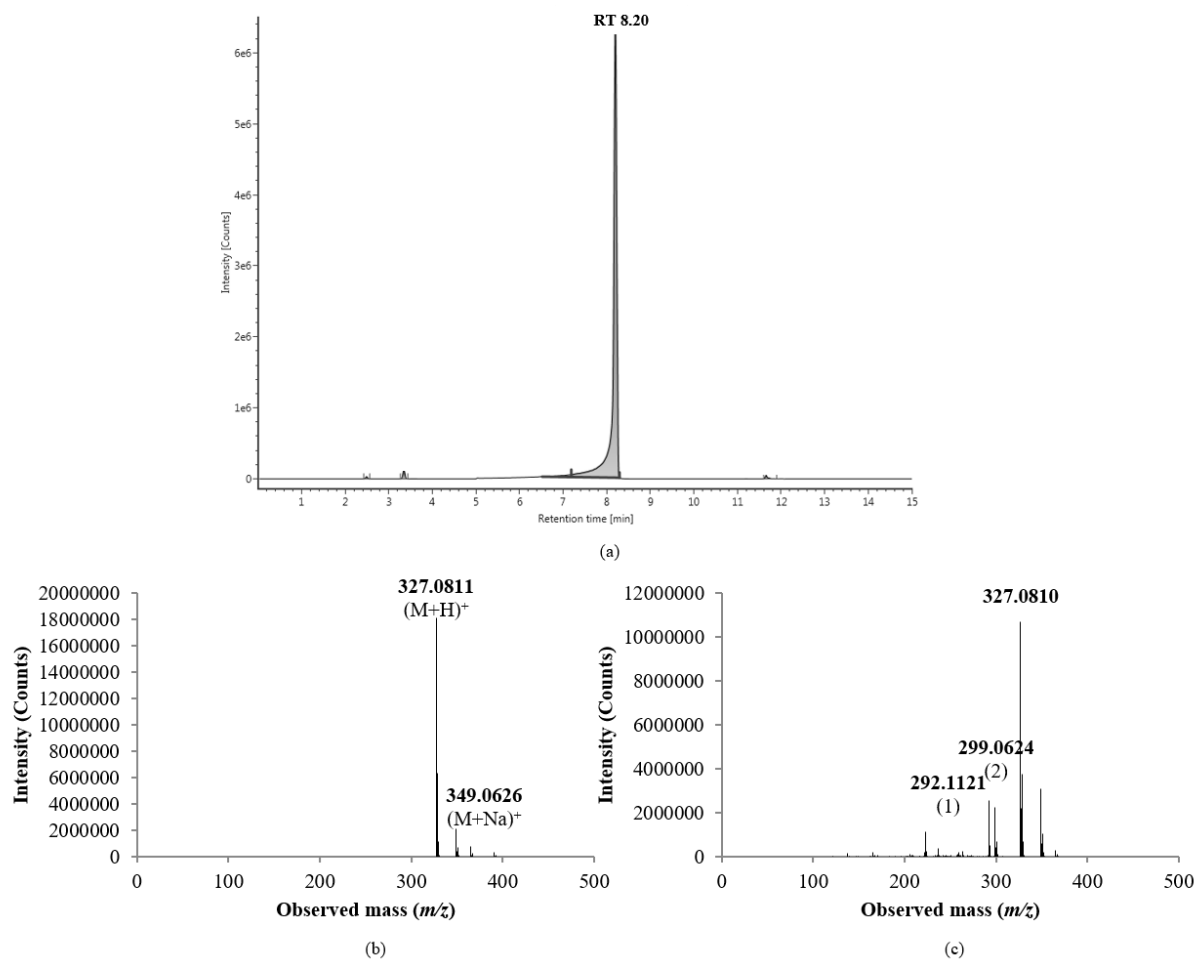 RT 8.20
6e6
5e6
4e6
3e6
2e6
1e6
0
Intensity [Counts]
1 2 3 4 5 6 7 8 9 10 11 12 13 14 15
Retention time [min]
(a)
327.0811
(M+H)+
349.0626
(M+Na)+
20000000
18000000
16000000
14000000
12000000
10000000
8000000
6000000
4000000
2000000
0
Intensity (Counts)
0 100 200 300 400 500
Observed mass (m/z)
(b)
327.0810
299.0624
(2)
292.1121
(1)
12000000
10000000
8000000
6000000
4000000
2000000
0
Intensity (Counts)
0 100 200 300 400 500
Observed mass (m/z)
(c)